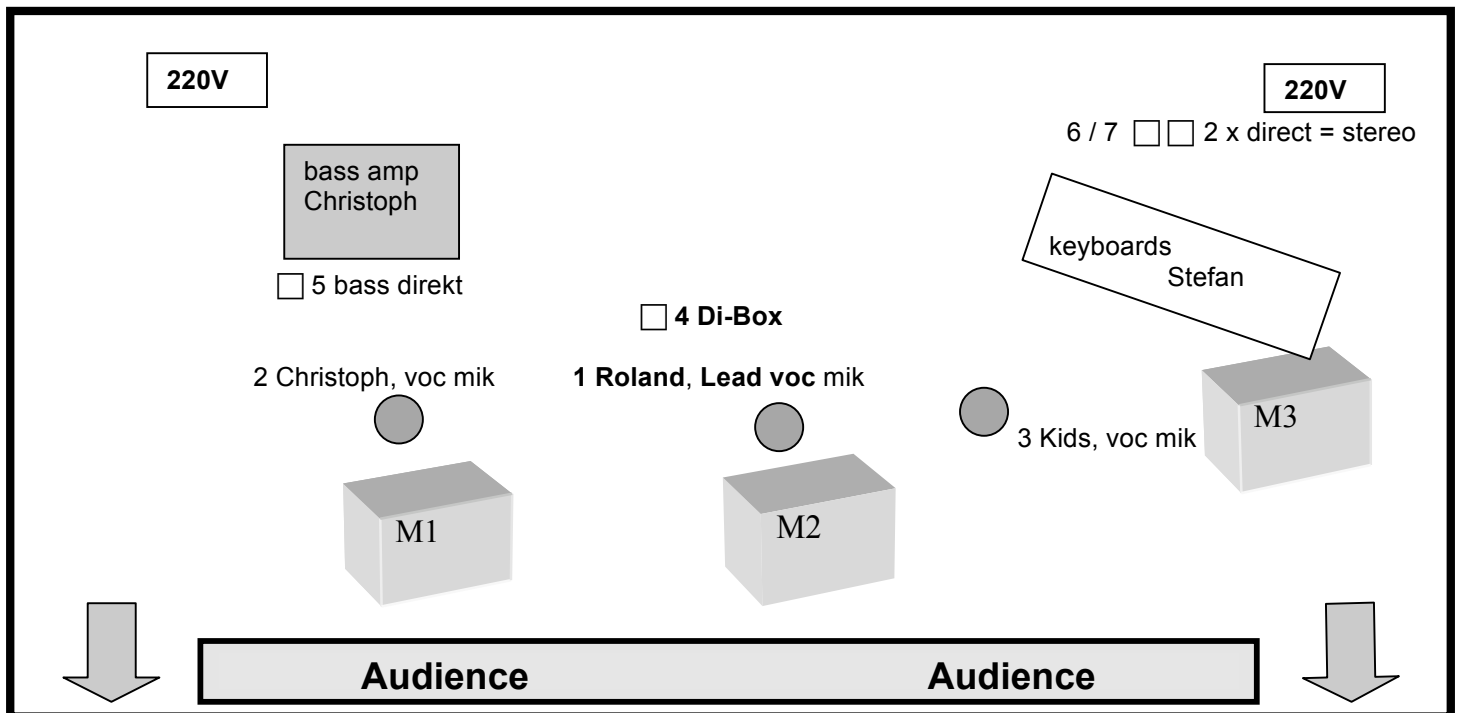 220V
220V
6 / 7 2 x direct = stereo
bass amp
Christoph
keyboards
Stefan
5 bass direkt
4 Di-Box
2 Christoph, voc mik
1 Roland, Lead voc mik
3 Kids, voc mik
M3
M1
M2
Audience
Audience